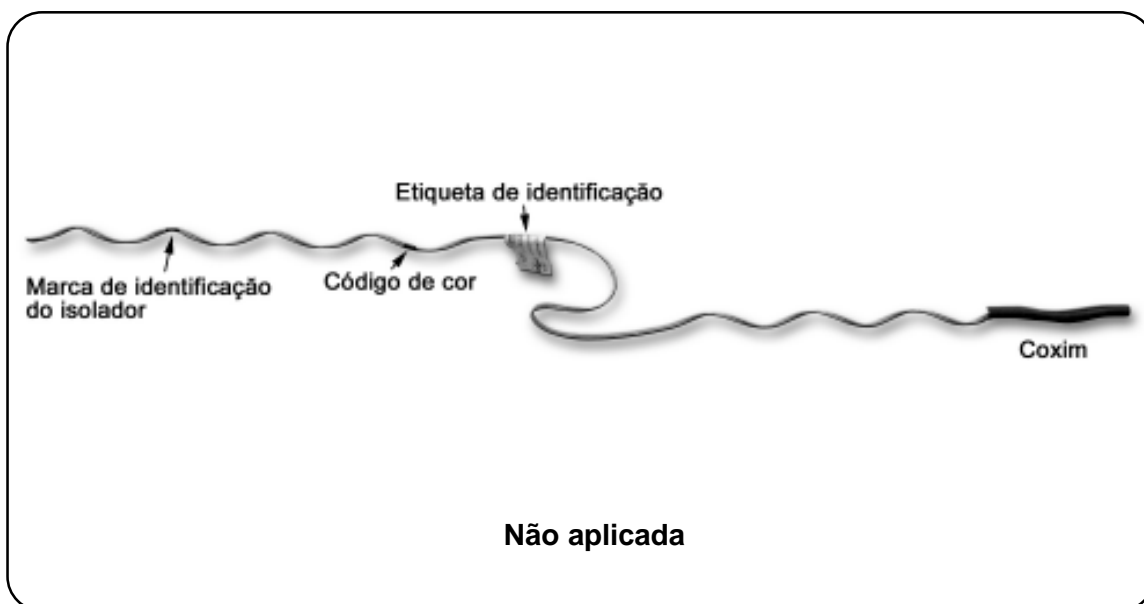 Etiqueta de identificação
Marca de identificação
do isolador
Código de cor
Coxim
Não aplicada